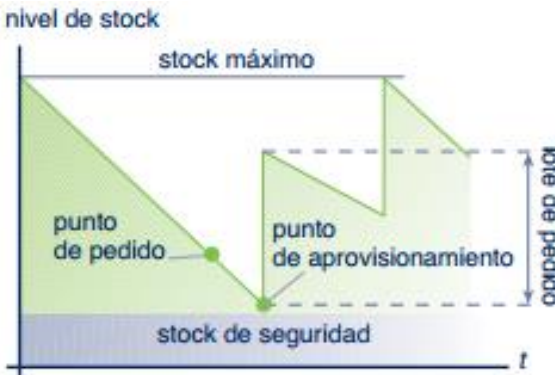 nivel de stock
stock máximo
punto
de pedido
punto
de aprovisionamiento
lote de pedido
stock de seguridad
t